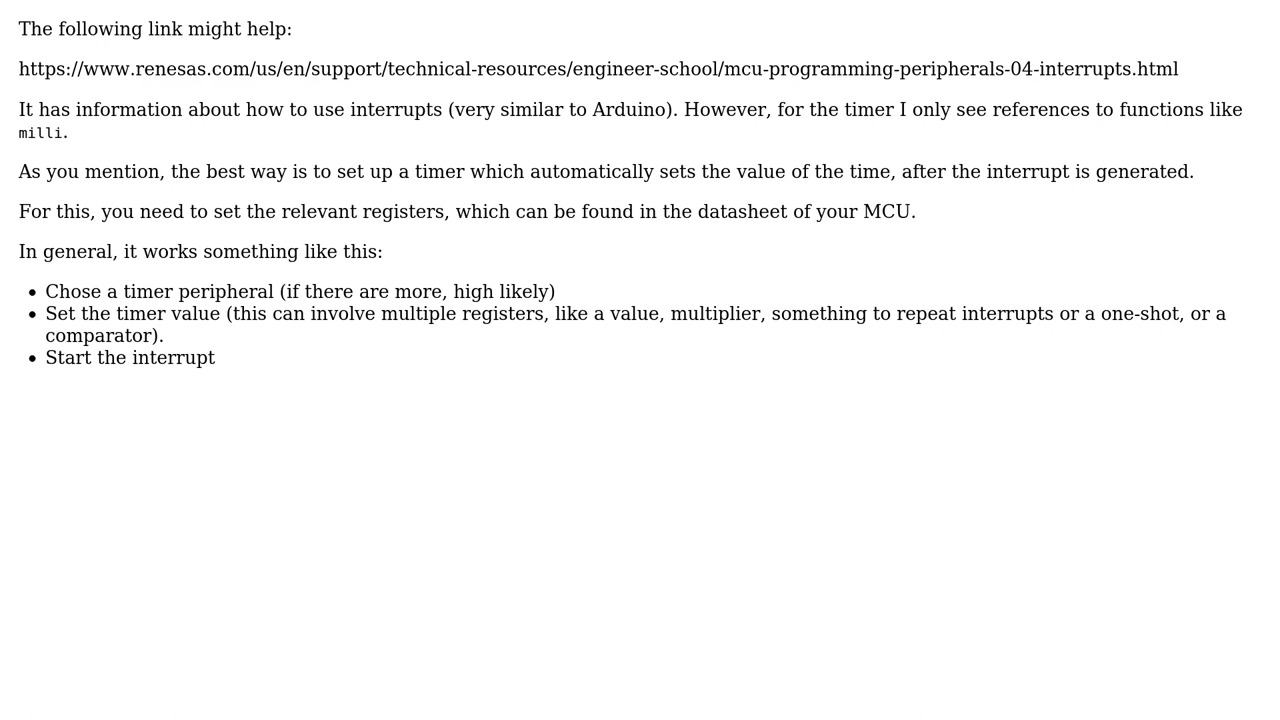 The following link might help:
https://www.renesas.com/us/en/support/technical-resources/engineer-school/mcu-programming-peripherals-04-interrupts.html
It has information about how to use interrupts (very similar to Arduino). However, for the timer I only see references to functions like
milli.
As you mention, the best way is to set up a timer which automatically sets the value of the time, after the interrupt is generated.
For this, you need to set the relevant registers, which can be found in the datasheet of your MCU.
In general, it works something like this:
• Chose a timer peripheral (if there are more, high likely)
• Set the timer value (this can involve multiple registers, like a value, multiplier, something to repeat interrupts or a one-shot, or a
comparator).
• Start the interrupt